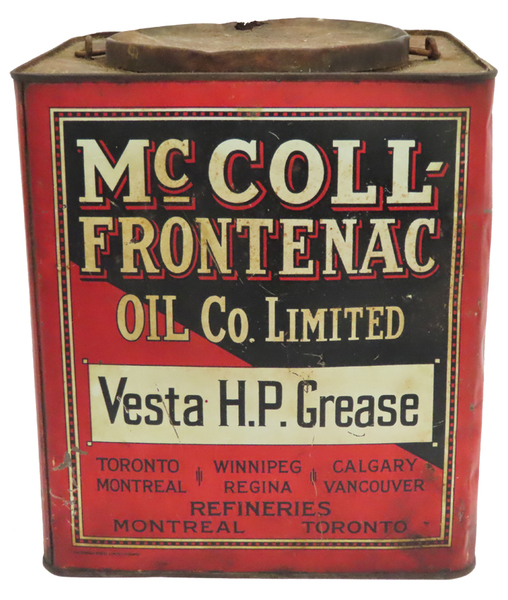 McCOLL-
FRONTENAC
OIL Co. LIMITED
Vesta H.P. Grease
TORONTO WINNIPEG CALGARY
MONTREAL REGINA VANCOUVER
REFINERIES
MONTREAL TORONTO